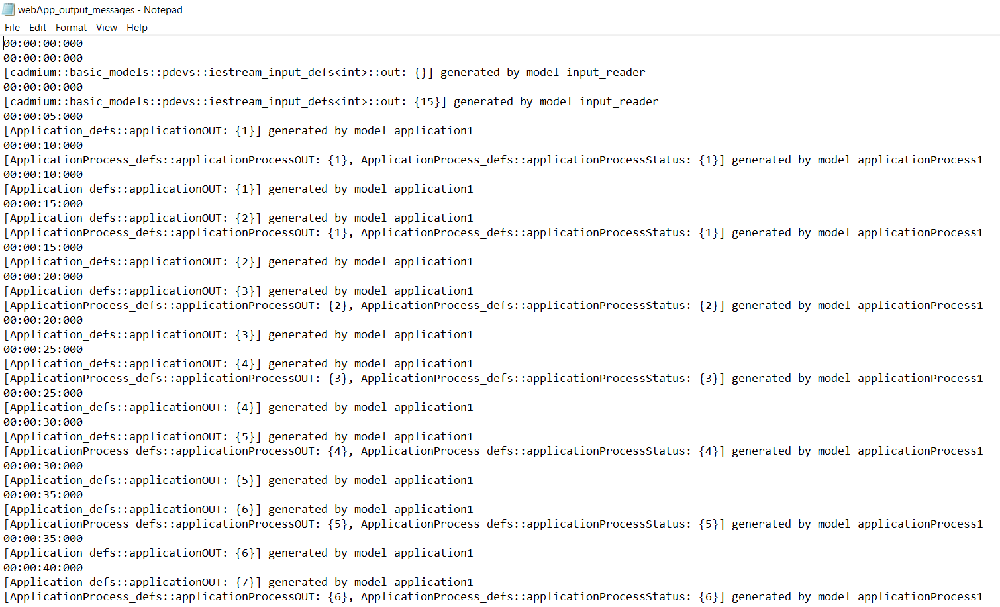 webApp_output_messages - Notepad
File Edit Format View Help
00:00:00:000
00:00:00:000
[cadmium::basic_models::pdevs::iestream_input_defs<int>::out: {}] generated by model input_reader
00:00:00:000
[cadmium::basic_models::pdevs::iestream_input_defs<int>::out: {15}] generated by model input_reader
00:00:05:000
[Application_defs::applicationOUT: {1}] generated by model application1
00:00:10:000
[ApplicationProcess_defs::applicationProcessOUT: {1}, ApplicationProcess_defs::applicationProcessStatus: {1}] generated by model applicationProcess1
00:00:10:000
[Application_defs::applicationOUT: {1}] generated by model application1
00:00:15:000
[Application_defs::applicationOUT: {2}] generated by model application1
[ApplicationProcess_defs::applicationProcessOUT: {1}, ApplicationProcess_defs::applicationProcessStatus: {1}] generated by model applicationProcess1
00:00:15:000
[Application_defs::applicationOUT: {2}] generated by model application1
00:00:20:000
[Application_defs::applicationOUT: {3}] generated by model application1
[ApplicationProcess_defs::applicationProcessOUT: {2}, ApplicationProcess_defs::applicationProcessStatus: {2}] generated by model applicationProcess1
00:00:20:000
[Application_defs::applicationOUT: {3}] generated by model application1
00:00:25:000
[Application_defs::applicationOUT: {4}] generated by model application1
[ApplicationProcess_defs::applicationProcessOUT: {3}, ApplicationProcess_defs::applicationProcessStatus: {3}] generated by model applicationProcess1
00:00:25:000
[Application_defs::applicationOUT: {4}] generated by model application1
00:00:30:000
[Application_defs::applicationOUT: {5}] generated by model application1
[ApplicationProcess_defs::applicationProcessOUT: {4}, ApplicationProcess_defs::applicationProcessStatus: {4}] generated by model applicationProcess1
00:00:30:000
[Application_defs::applicationOUT: {5}] generated by model application1
00:00:35:000
[Application_defs::applicationOUT: {6}] generated by model application1
[ApplicationProcess_defs::applicationProcessOUT: {5}, ApplicationProcess_defs::applicationProcessStatus: {5}] generated by model applicationProcess1
00:00:35:000
[Application_defs::applicationOUT: {6}] generated by model application1
00:00:40:000
[Application_defs::applicationOUT: {7}] generated by model application1
[ApplicationProcess_defs::applicationProcessOUT: {6}, ApplicationProcess_defs::applicationProcessStatus: {6}] generated by model applicationProcess1